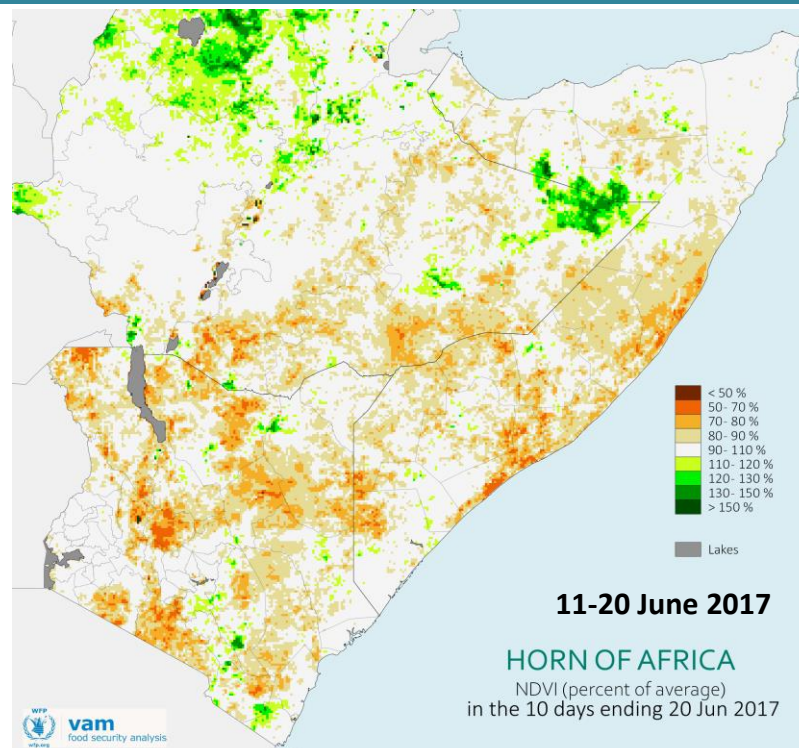 < 50 %
50- 70 %
70- 80 %
80- 90 %
90- 110 %
110- 120 %
120- 130 %
130- 150 %
> 150 %
Lakes
11-20 June 2017
HORN OF AFRICA
NDVI (percent of average)
in the 10 days ending 20 Jun 2017
WFP
wfp.org
vam
food security analysis